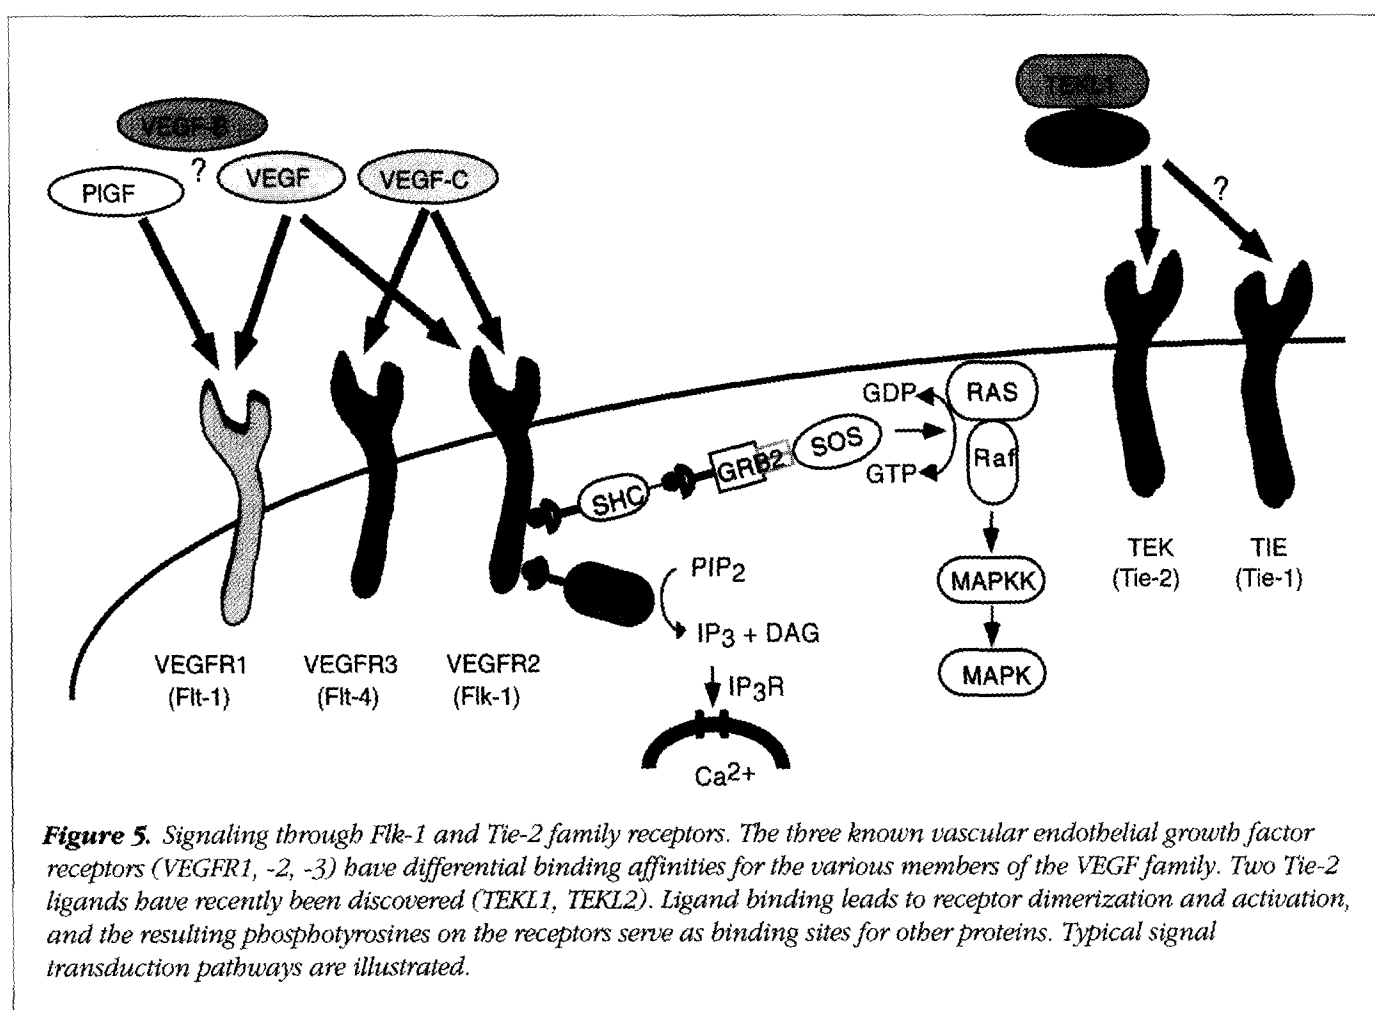 TEKL1
VEGF-B
?
PIGF
VEGF
VEGF-C
?
GDP
RAS
SOS
GRB2
Raf
GTP
SHC
PIP2
MAPKK
IP3 + DAG
MAPK
IP3R
Ca2+
TEK
(Tie-2)
TIE
(Tie-1)
VEGFR1
(Flt-1)
VEGFR3
(Flt-4)
VEGFR2
(Flk-1)
Figure 5. Signaling through Flk-1 and Tie-2 family receptors. The three known vascular endothelial growth factor
receptors (VEGFR1, -2, -3) have differential binding affinities for the various members of the VEGF family. Two Tie-2
ligands have recently been discovered (TEKL1, TEKL2). Ligand binding leads to receptor dimerization and activation,
and the resulting phosphotyrosines on the receptors serve as binding sites for other proteins. Typical signal
transduction pathways are illustrated.